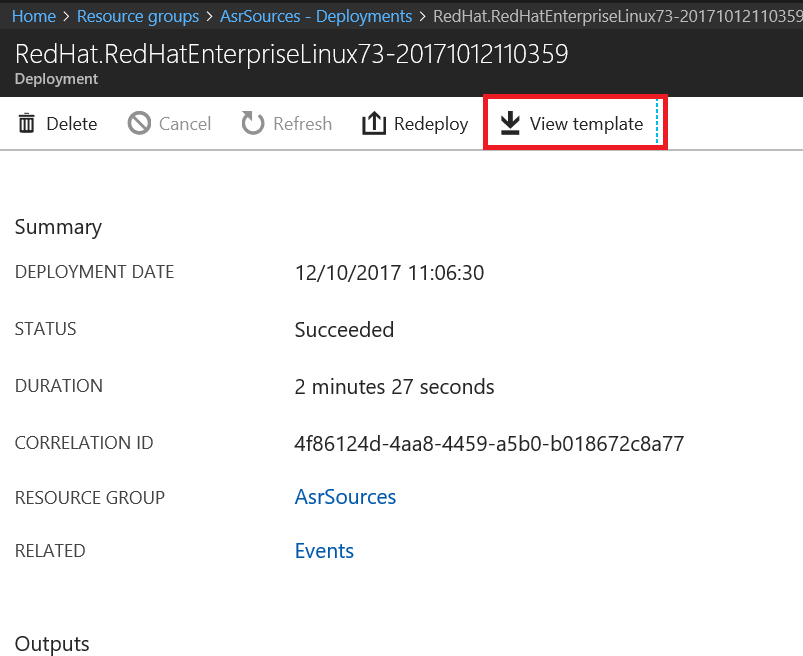 Home > Resource groups > AsrSources - Deployments > RedHat.RedHatEnterpriseLinux73-20171012110359
RedHat.RedHatEnterpriseLinux73-20171012110359
Deployment
Delete Cancel Refresh Redeploy View template
Summary
DEPLOYMENT DATE 12/10/2017 11:06:30
STATUS Succeeded
DURATION 2 minutes 27 seconds
CORRELATION ID 4f86124d-4aa8-4459-a5b0-b018672c8a77
RESOURCE GROUP AsrSources
RELATED Events
Outputs